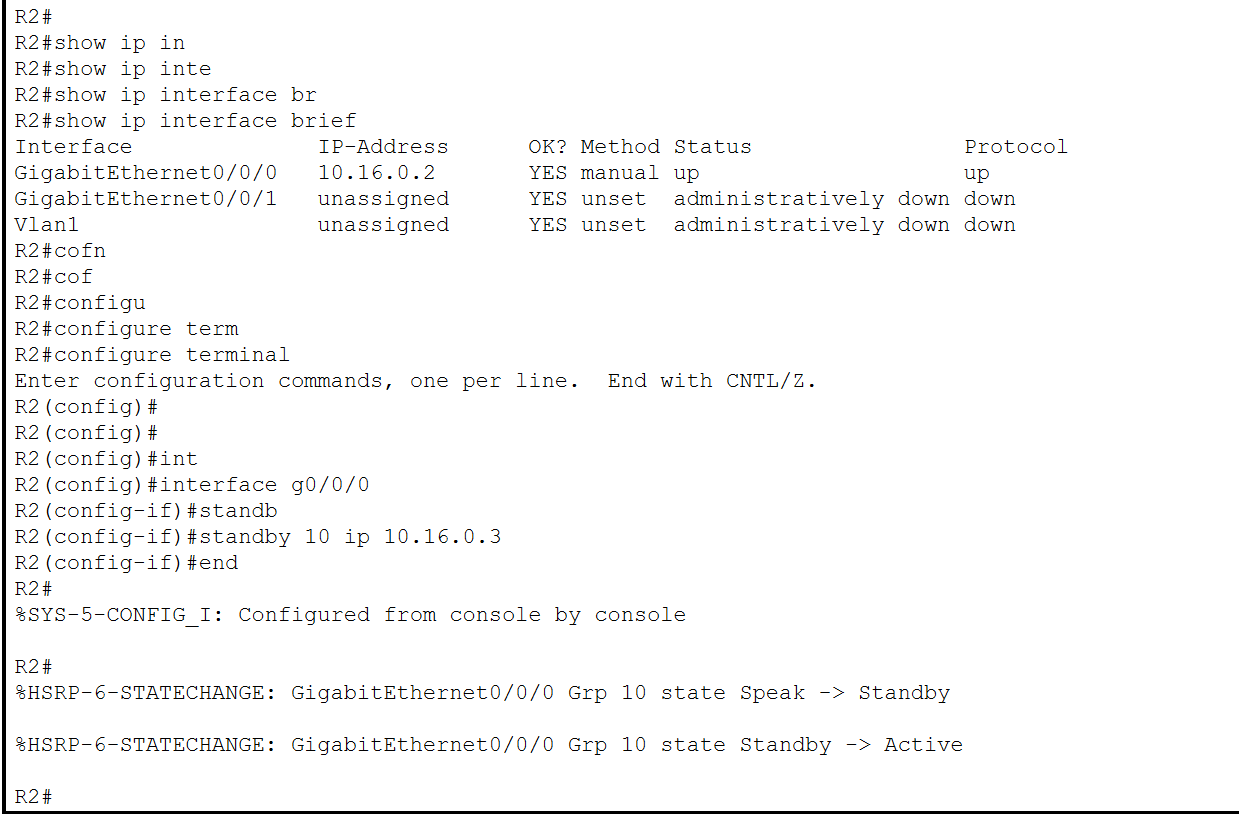 R2#
R2#show ip in
R2#show ip inte
R2#show ip interface br
R2#show ip interface brief
Interface              IP-Address      OK? Method Status                Protocol
GigabitEthernet0/0/0   10.16.0.2       YES manual up                    up
GigabitEthernet0/0/1   unassigned      YES unset  administratively down down
Vlan1                  unassigned      YES unset  administratively down down
R2#cofn
R2#cof
R2#configu
R2#configure term
R2#configure terminal
Enter configuration commands, one per line.  End with CNTL/Z.
R2(config)#
R2(config)#
R2(config)#int
R2(config)#interface g0/0/0
R2(config-if)#standb
R2(config-if)#standby 10 ip 10.16.0.3
R2(config-if)#end
R2#
%SYS-5-CONFIG_I: Configured from console by console
R2#
%HSRP-6-STATECHANGE: GigabitEthernet0/0/0 Grp 10 state Speak -> Standby
%HSRP-6-STATECHANGE: GigabitEthernet0/0/0 Grp 10 state Standby -> Active
R2#